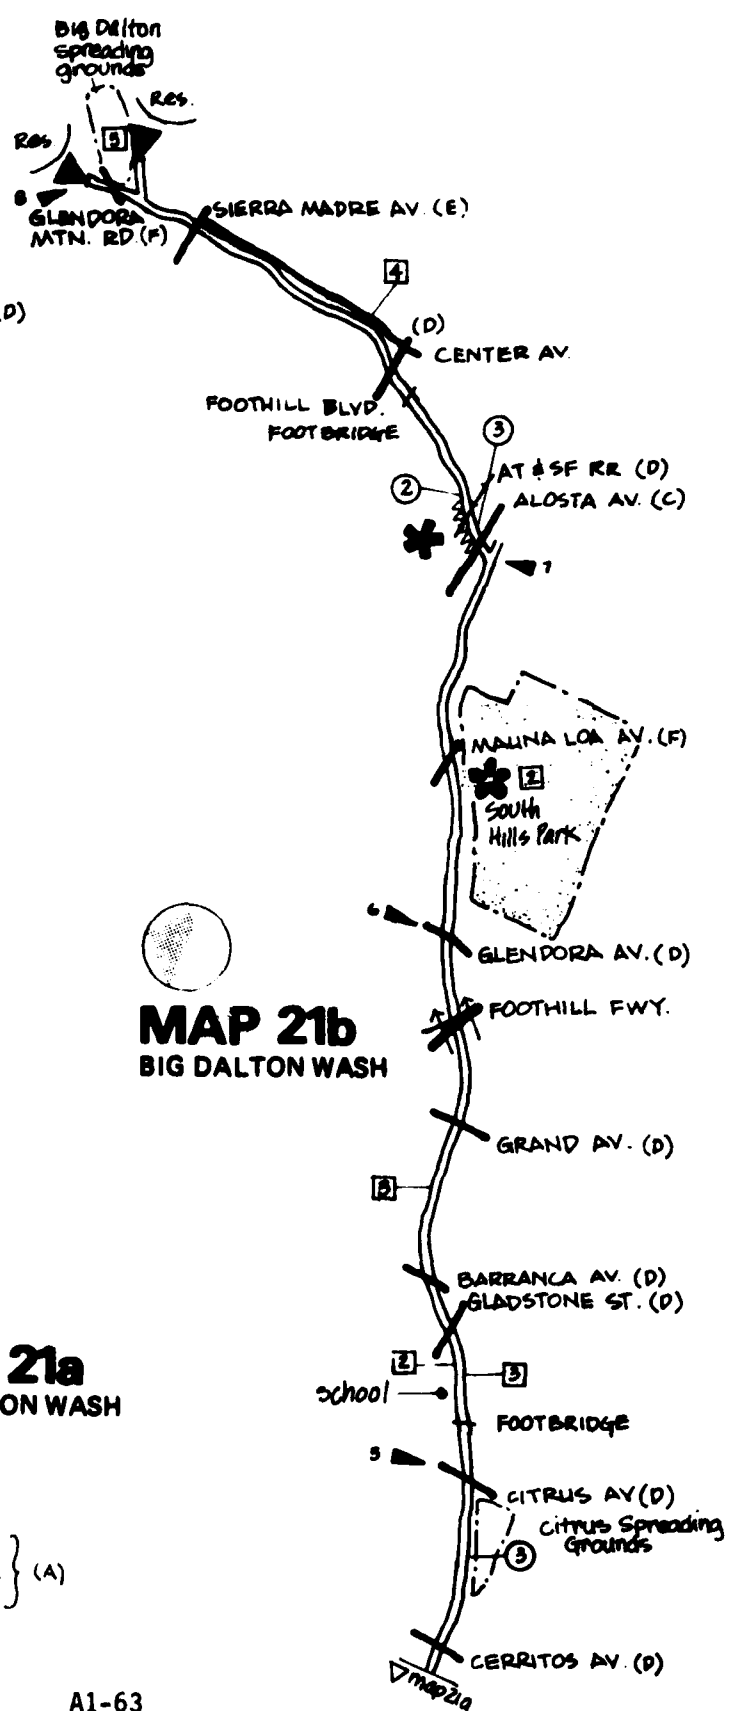 Big Dalton
spreading
grounds
Res.
Res.
5
8
GLENDORA
MTN. RD.(F)
SIERRA MADRE AV. (E)
4
D)
(D)
CENTER AV.
FOOTHILL BLVD.
FOOTBRIDGE
3
AT & SF RR (D)
2
ALOSTA AV. (C)
7
MAUNA LOA AV. (F)
2
South
Hills Park
6
GLENDORA AV. (D)
MAP 21b
BIG DALTON WASH
FOOTHILL FWY.
GRAND AV. (D)
3
BARRANCA AV. (D)
GLADSTONE ST. (D)
21a
ON WASH
2
3
school
FOOTBRIDGE
5
CITRUS AV (D)
Citrus Spreading
Grounds
3
} (A)
CERRITOS AV. (D)
map 21a
A1-63